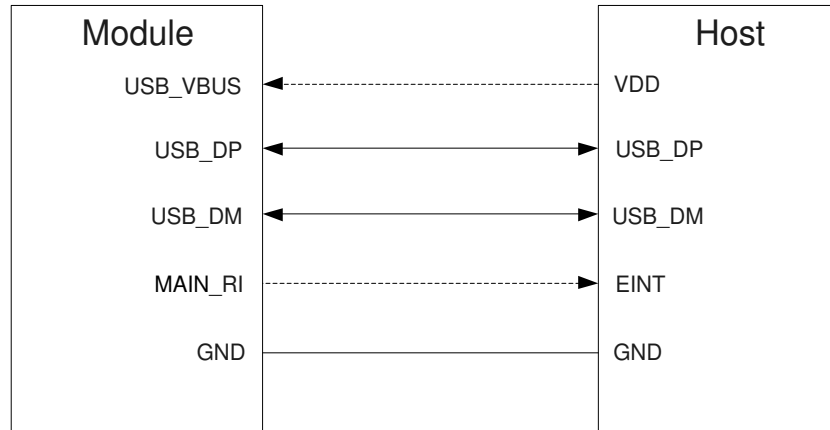 Module Host
USB_VBUS VDD
USB_DP USB_DP
USB_DM USB_DM
MAIN_RI EINT
GND GND